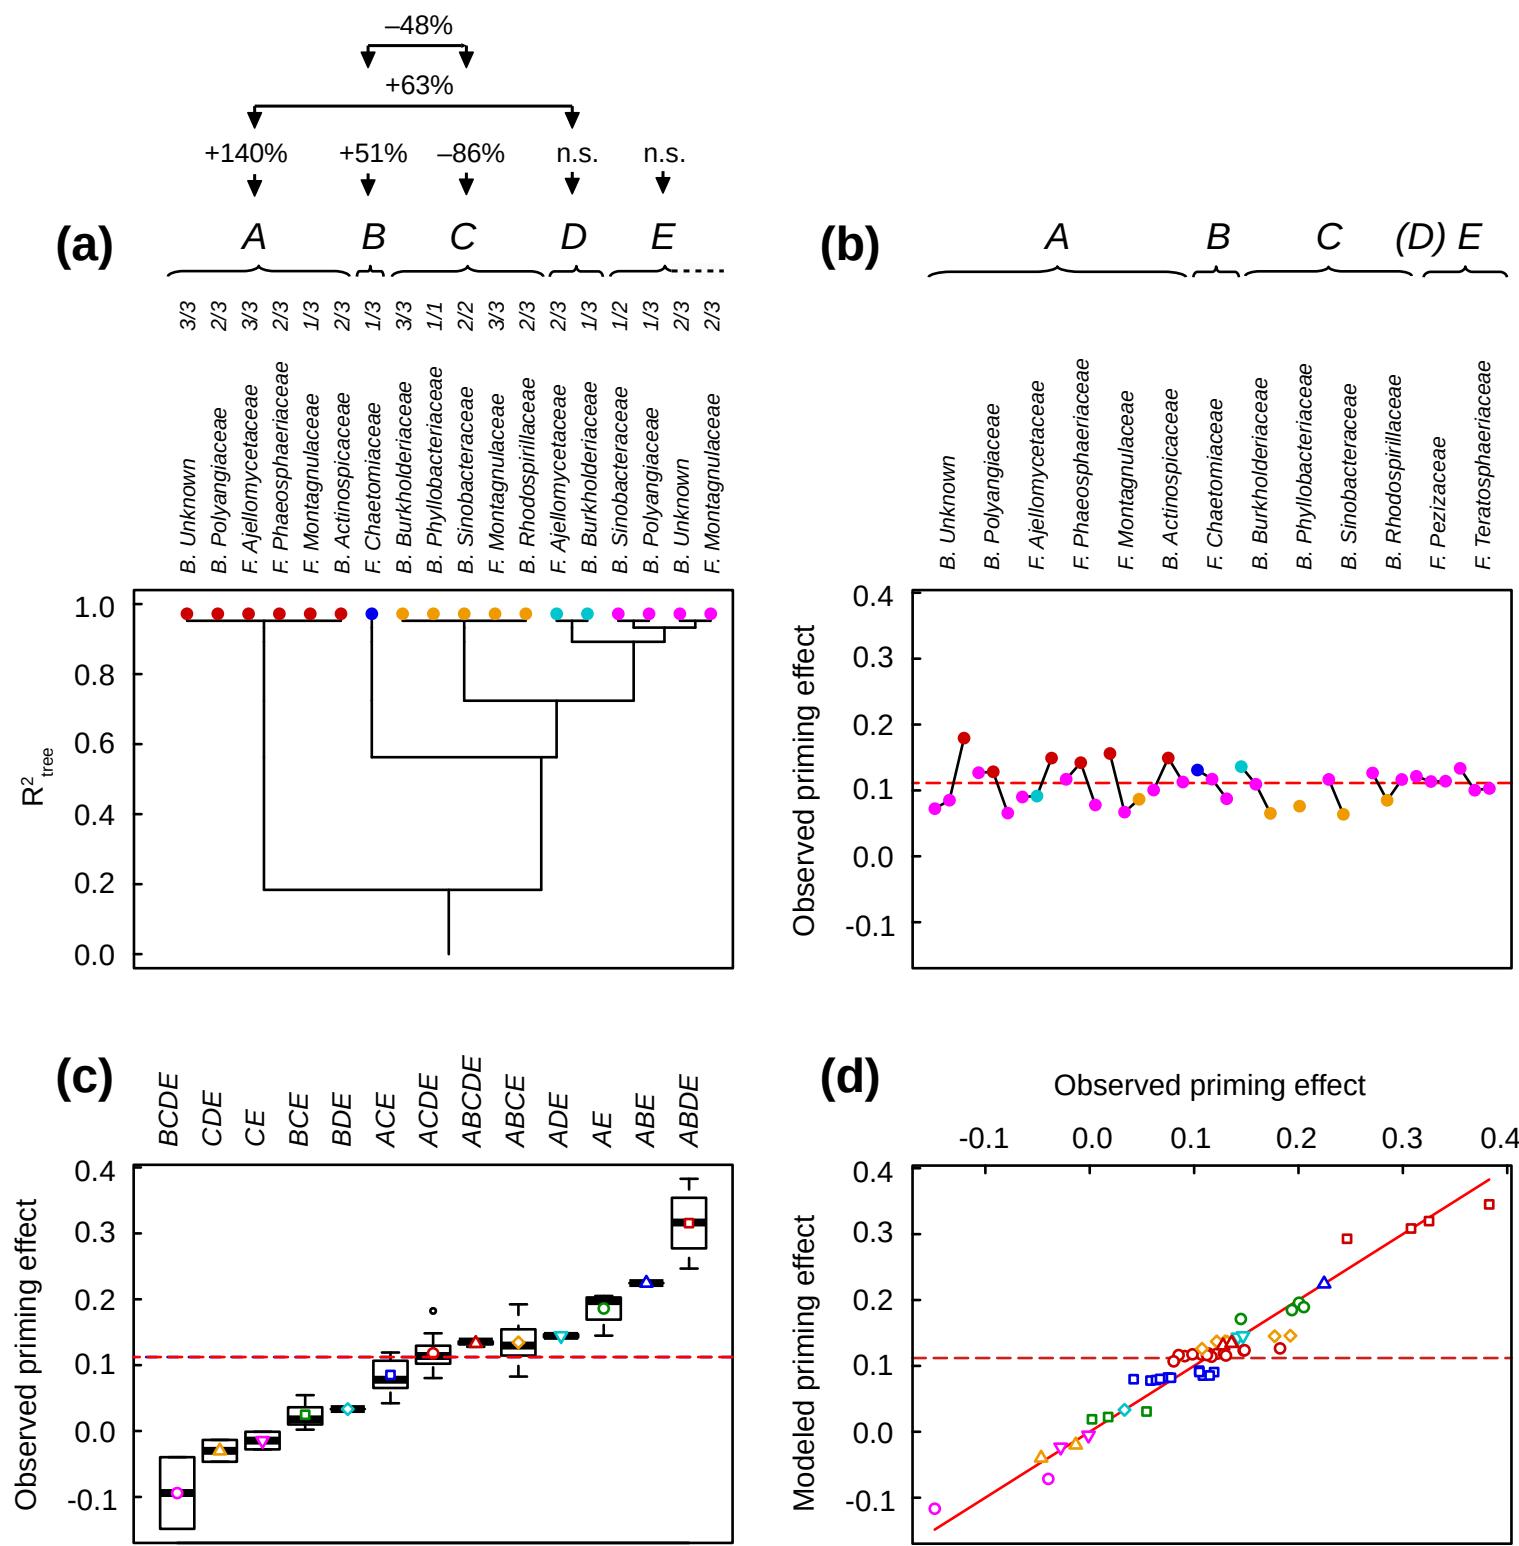 –48%
+63%
+140% +51% –86% n.s. n.s.
(a)
A B C D E
3/3 2/3 3/3 2/3 1/3 2/3 1/3 3/3 1/1 2/2 3/3 2/3 2/3 1/3 1/2 1/3 2/3 2/3
B. Unknown
B. Polyangiaceae
F. Ajellomycetaceae
F. Phaeosphaeriaceae
F. Montagnulaceae
B. Actinospicaceae
F. Chaetomiaceae
B. Burkholderiaceae
B. Phyllobacteriaceae
B. Sinobacteraceae
F. Montagnulaceae
B. Rhodospirillaceae
F. Ajellomycetaceae
B. Burkholderiaceae
B. Sinobacteraceae
B. Polyangiaceae
B. Unknown
F. Montagnulaceae
R²tree
1.0
0.8
0.6
0.4
0.2
0.0
(b)
A B C (D) E
B. Unknown
B. Polyangiaceae
F. Ajellomycetaceae
F. Phaeosphaeriaceae
F. Montagnulaceae
B. Actinospicaceae
F. Chaetomiaceae
B. Burkholderiaceae
B. Phyllobacteriaceae
B. Sinobacteraceae
B. Rhodospirillaceae
F. Pezizaceae
F. Teratosphaeriaceae
Observed priming effect
0.4
0.3
0.2
0.1
0.0
-0.1
(c)
BCDE
CDE
CE
BCE
BDE
ACE
ACDE
ABCDE
ABCE
ADE
AE
ABE
ABDE
Observed priming effect
0.4
0.3
0.2
0.1
0.0
-0.1
(d)
Observed priming effect
-0.1 0.0 0.1 0.2 0.3 0.4
Modeled priming effect
0.4
0.3
0.2
0.1
0.0
-0.1